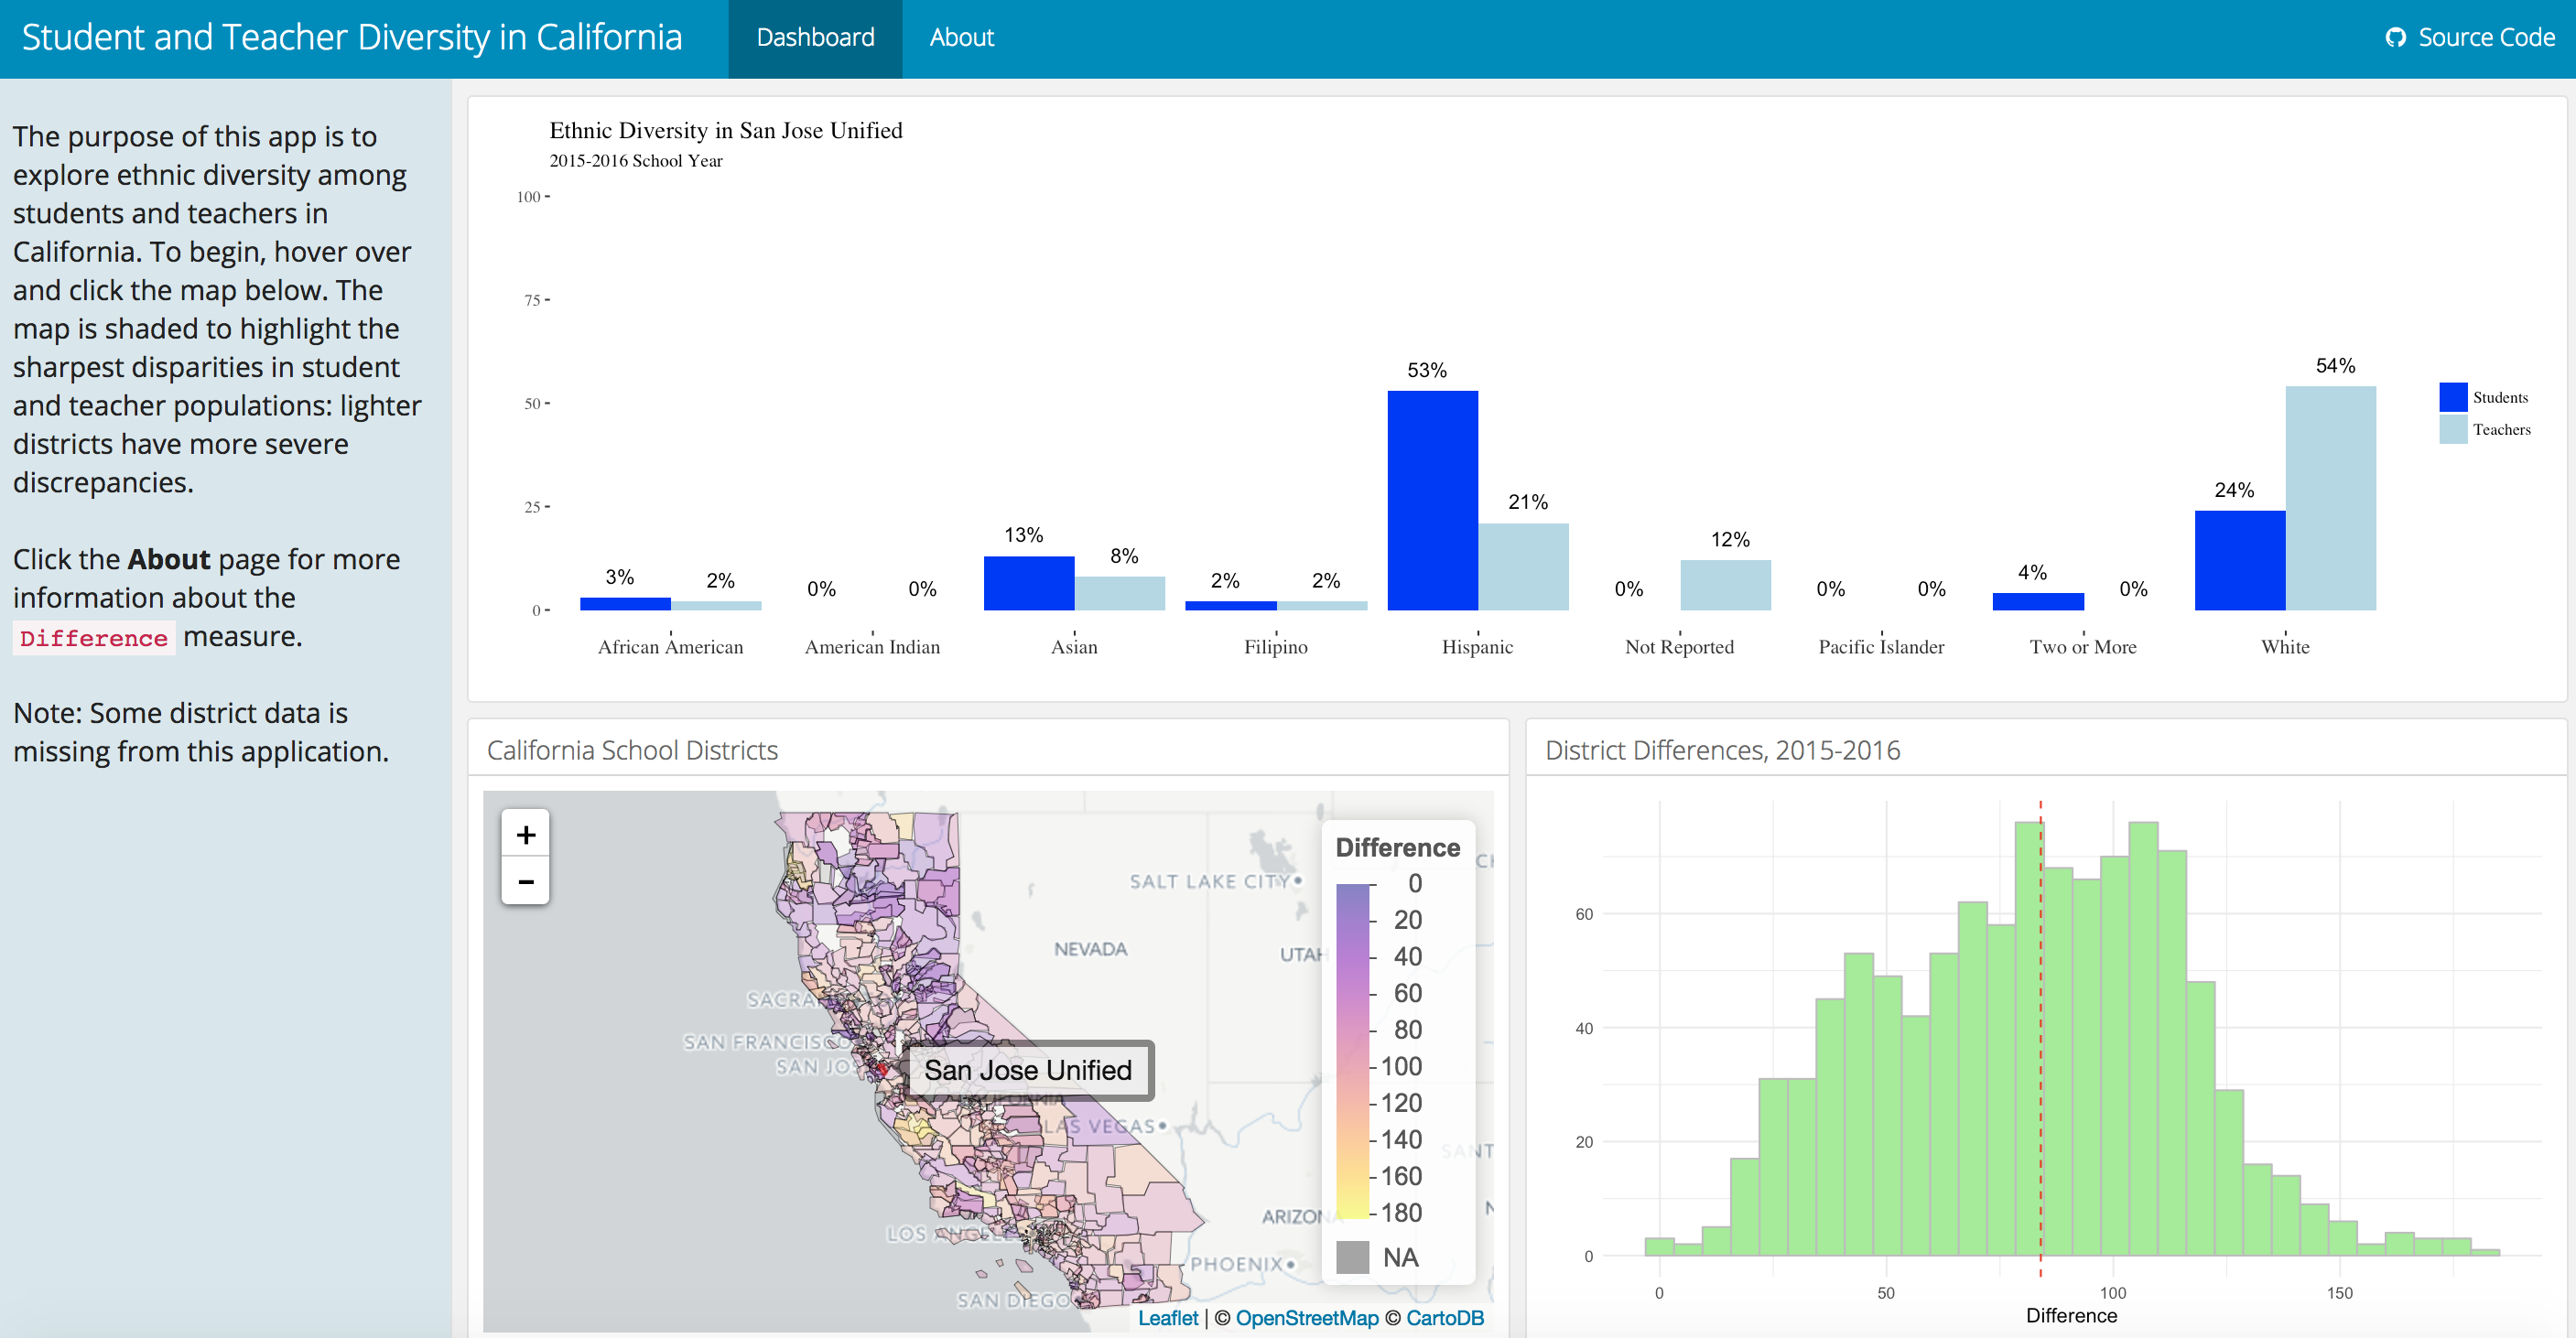 Student and Teacher Diversity in California
Dashboard
About
Source Code
The purpose of this app is to
explore ethnic diversity among
students and teachers in
California. To begin, hover over
and click the map below. The
map is shaded to highlight the
sharpest disparities in student
and teacher populations: lighter
districts have more severe
discrepancies.
Click the About page for more
information about the
Difference measure.
Note: Some district data is
missing from this application.
Ethnic Diversity in San Jose Unified
2015-2016 School Year
100
75
50
25
0
3%
2%
0%
0%
13%
8%
2%
2%
53%
21%
0%
12%
0%
0%
4%
0%
24%
54%
African American
American Indian
Asian
Filipino
Hispanic
Not Reported
Pacific Islander
Two or More
White
Students
Teachers
California School Districts
+
−
SALT LAKE CITY
NEVADA
UTAH
SACRA
SAN FRANCISCO
SAN JOS
San Jose Unified
LAS VEGAS
SANT
ARIZONA
LOS ANGELES
PHOENIX
SAN DIEGO
Difference
0
20
40
60
80
100
120
140
160
180
NA
Leaflet | © OpenStreetMap © CartoDB
District Differences, 2015-2016
60
40
20
0
0
50
100
150
Difference